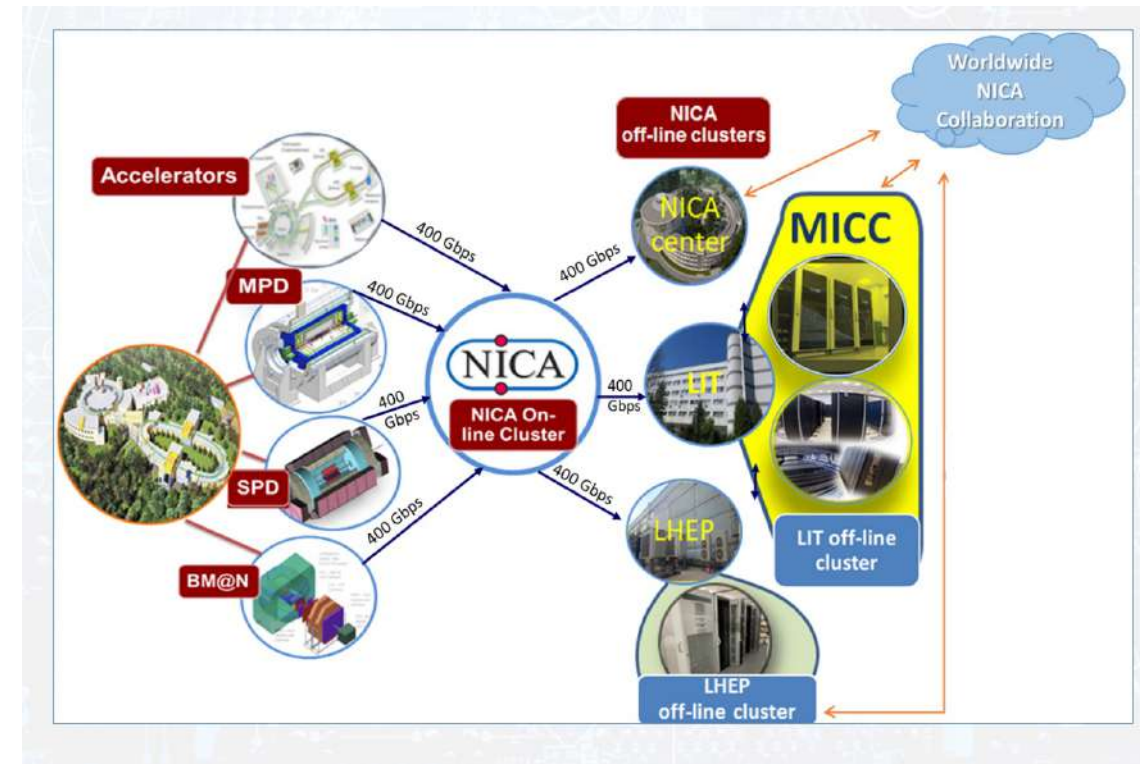 Worldwide
NICA
Collaboration
NICA
off-line clusters
Accelerators
400 Gbps
NICA
center
MICC
400 Gbps
MPD
400 Gbps
NICA
NICA On-
line Cluster
LIT
400
Gbps
400
Gbps
SPD
400 Gbps
LHEP
LIT off-line
cluster
400 Gbps
BM@N
LHEP
off-line cluster